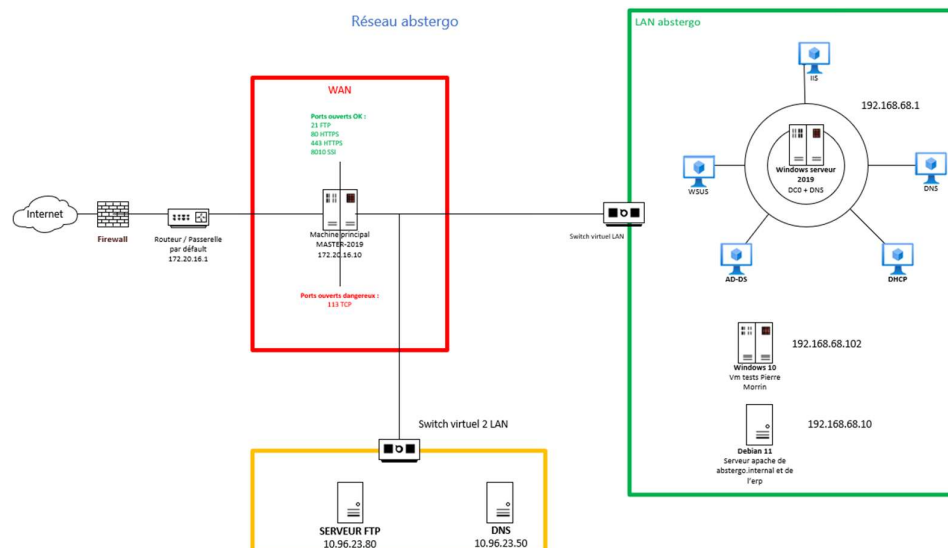 Réseau abstergo
LAN abstergo
WAN
Ports ouverts OK :
21 FTP
80 HTTPS
443 HTTPS
8010 SSI
IIS
192.168.68.1
Windows serveur
2019
DC0 + DNS
WSUS
DNS
AD-DS
DHCP
Internet
Firewall
Routeur / Passerelle
par défault
172.20.16.1
Machine principal
MASTER-2019
172.20.16.10
Switch virtuel LAN
Ports ouverts dangereux :
113 TCP
Windows 10
Vm tests Pierre
Morrin
192.168.68.102
Debian 11
Serveur apache de
abstergo.internal et de
l'erp
192.168.68.10
Switch virtuel 2 LAN
SERVEUR FTP
10.96.23.80
DNS
10.96.23.50